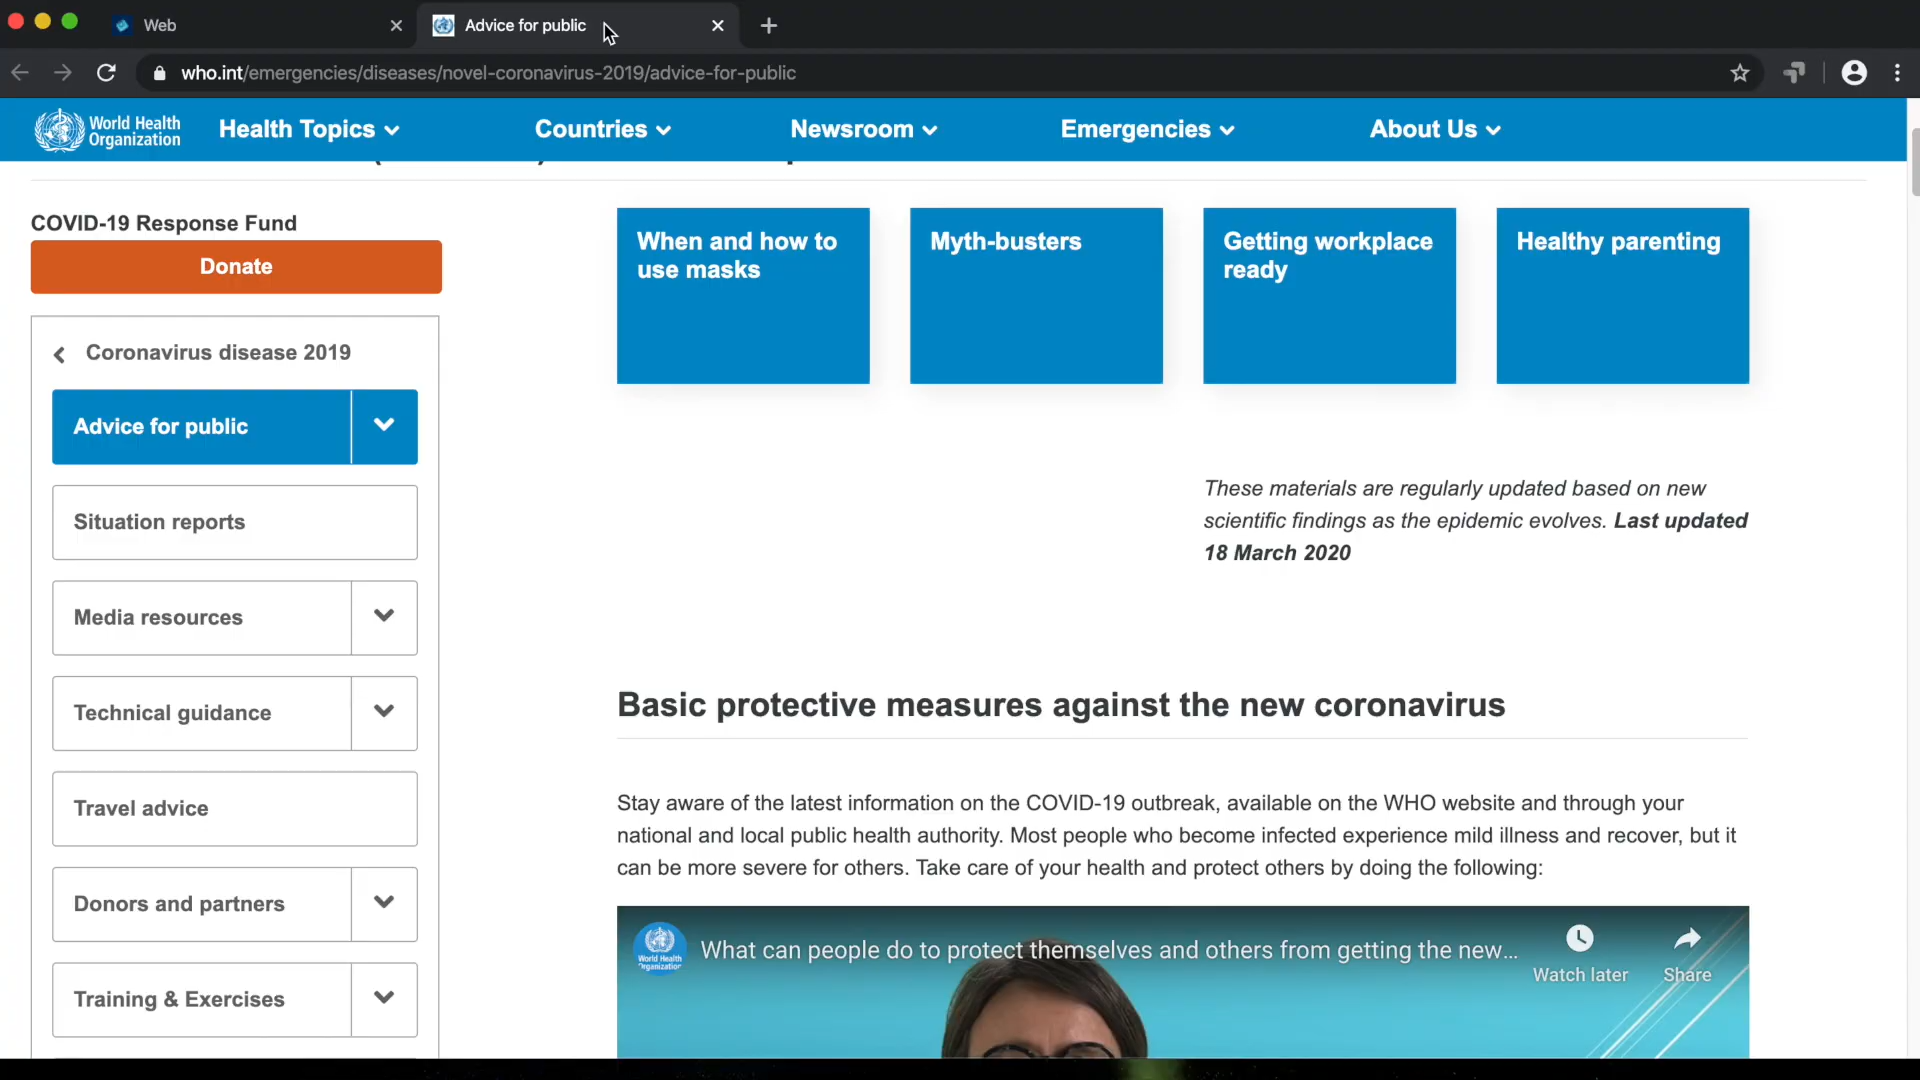 Web
Advice for public
who.int/emergencies/diseases/novel-coronavirus-2019/advice-for-public
World Health
Organization
Health Topics
Countries
Newsroom
Emergencies
About Us
COVID-19 Response Fund
Donate
Coronavirus disease 2019
Advice for public
Situation reports
Media resources
Technical guidance
Travel advice
Donors and partners
Training & Exercises
When and how to
use masks
Myth-busters
Getting workplace
ready
Healthy parenting
These materials are regularly updated based on new
scientific findings as the epidemic evolves. Last updated
18 March 2020
Basic protective measures against the new coronavirus
Stay aware of the latest information on the COVID-19 outbreak, available on the WHO website and through your
national and local public health authority. Most people who become infected experience mild illness and recover, but it
can be more severe for others. Take care of your health and protect others by doing the following:
World Health
Organization
What can people do to protect themselves and others from getting the new...
Watch later
Share